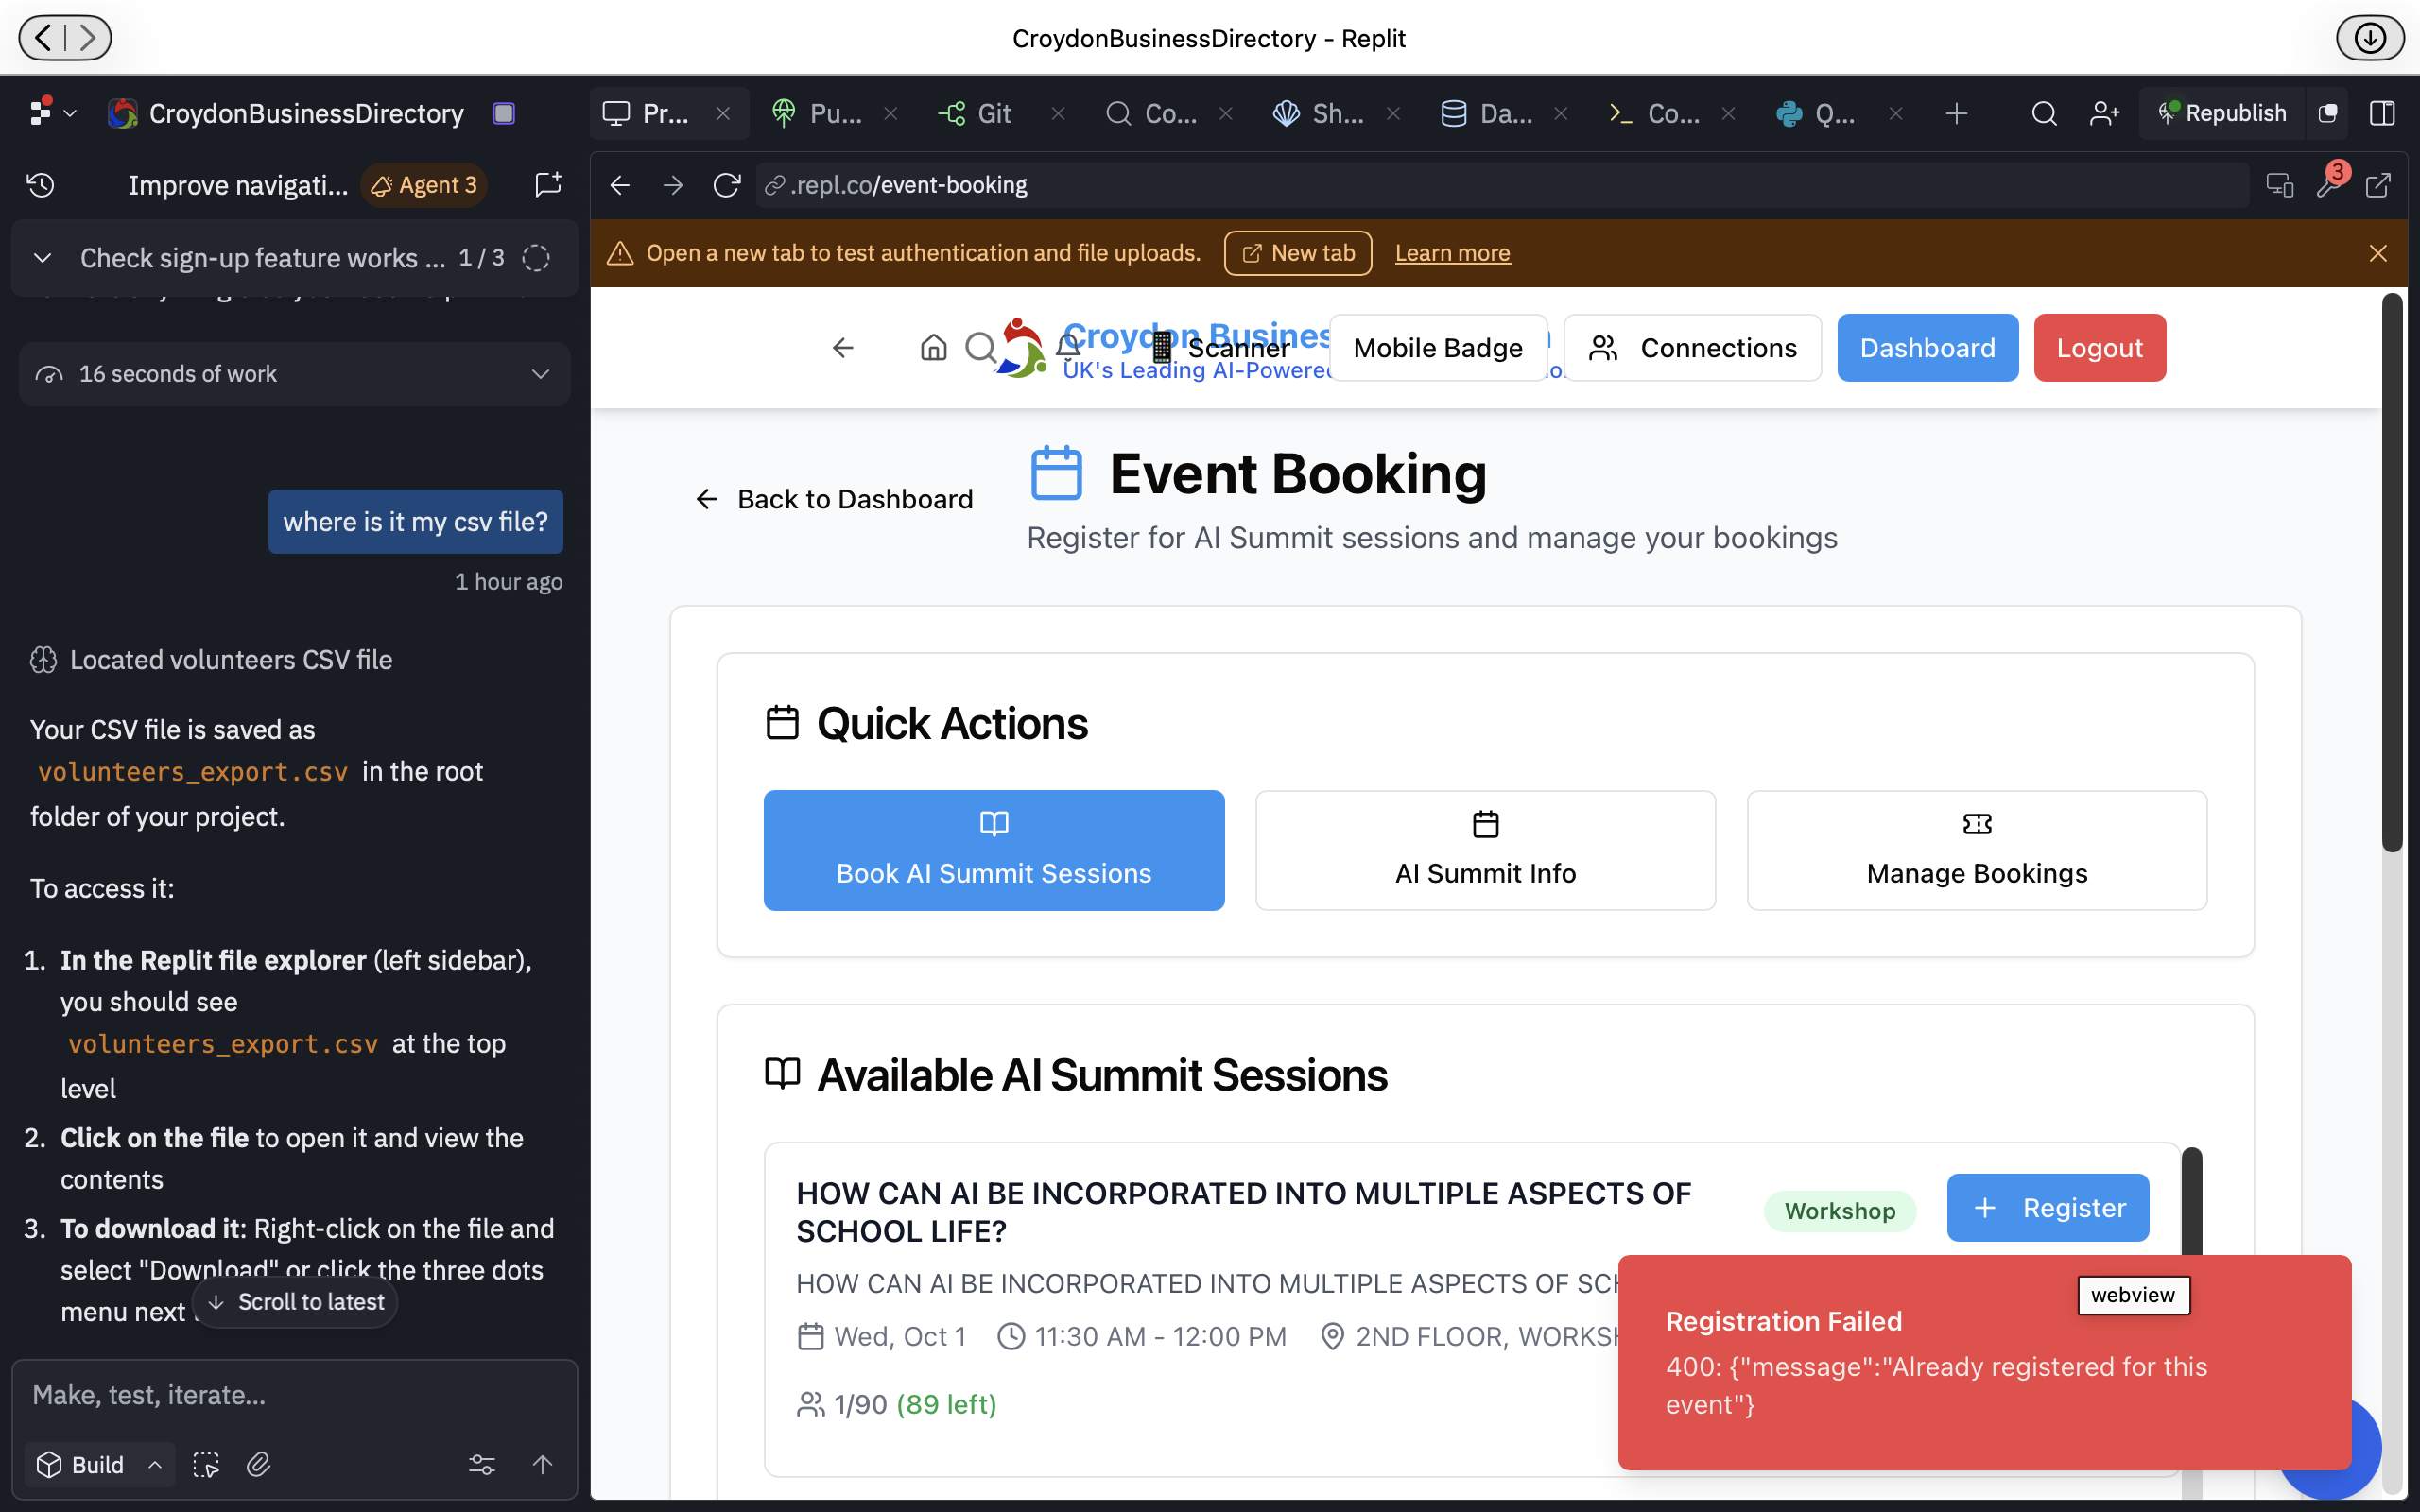 CroydonBusinessDirectory - Replit
CroydonBusinessDirectory
Pr...
Pu...
Git
Co...
Sh...
Da...
Co...
Q...
Republish
Improve navigati...
Agent 3
.repl.co/event-booking
3
Check sign-up feature works ...
1 / 3
Open a new tab to test authentication and file uploads.
New tab
Learn more
16 seconds of work
where is it my csv file?
1 hour ago
Located volunteers CSV file
Your CSV file is saved as
volunteers_export.csv in the root
folder of your project.
To access it:
1. In the Replit file explorer (left sidebar),
you should see
volunteers_export.csv at the top
level
2. Click on the file to open it and view the
contents
3. To download it: Right-click on the file and
select "Download" or click the three dots
menu next
Scroll to latest
Make, test, iterate...
Build
Croydon Busines
UK's Leading AI-Powered
Scanner
Mobile Badge
Connections
Dashboard
Logout
Back to Dashboard
Event Booking
Register for AI Summit sessions and manage your bookings
Quick Actions
Book AI Summit Sessions
AI Summit Info
Manage Bookings
Available AI Summit Sessions
HOW CAN AI BE INCORPORATED INTO MULTIPLE ASPECTS OF
SCHOOL LIFE?
Workshop
Register
HOW CAN AI BE INCORPORATED INTO MULTIPLE ASPECTS OF SCH
Wed, Oct 1
11:30 AM - 12:00 PM
2ND FLOOR, WORKSH
1/90 (89 left)
webview
Registration Failed
400: {"message":"Already registered for this
event"}